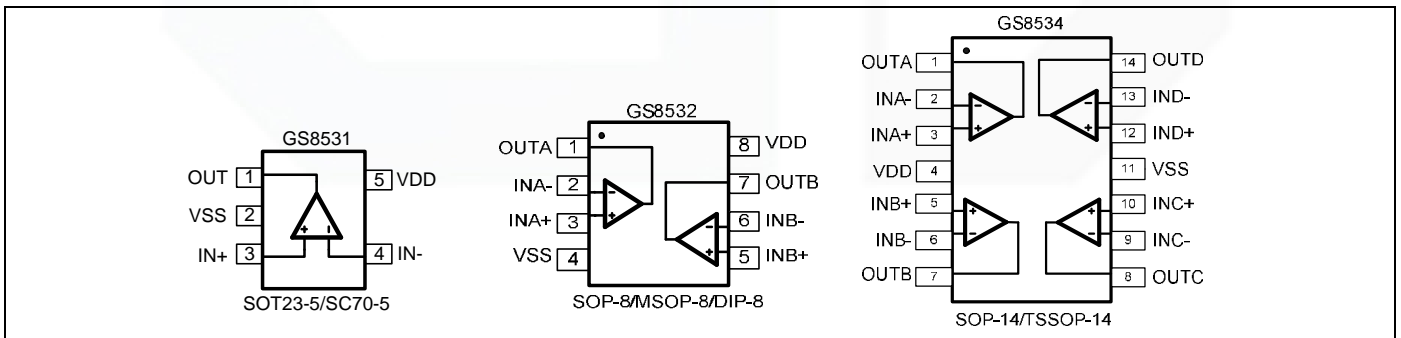 GS8531
OUT 1
5 VDD
VSS 2
IN+ 3
4 IN-
+ -
SOT23-5/SC70-5
GS8532
OUTA 1
8 VDD
INA- 2
7 OUTB
INA+ 3
6 INB-
VSS 4
5 INB+
- +
- +
SOP-8/MSOP-8/DIP-8
GS8534
OUTA 1
14 OUTD
INA- 2
13 IND-
INA+ 3
12 IND+
VDD 4
11 VSS
INB+ 5
10 INC+
INB- 6
9 INC-
OUTB 7
8 OUTC
- +
- +
+ -
+ -
SOP-14/TSSOP-14